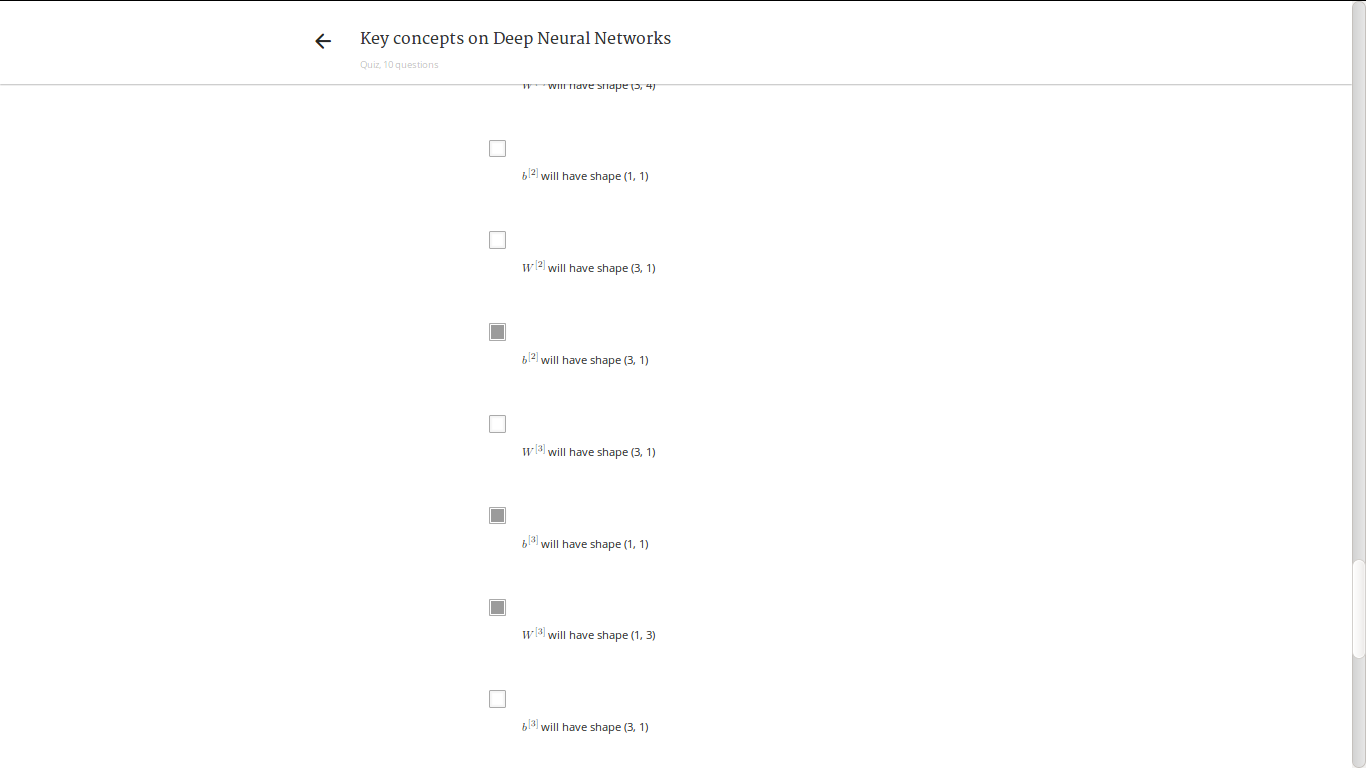 Key concepts on Deep Neural Networks
Quiz, 10 questions
will have shape (3, 4)
b[2] will have shape (1, 1)
W[2] will have shape (3, 1)
b[2] will have shape (3, 1)
W[3] will have shape (3, 1)
b[3] will have shape (1, 1)
W[3] will have shape (1, 3)
b[3] will have shape (3, 1)